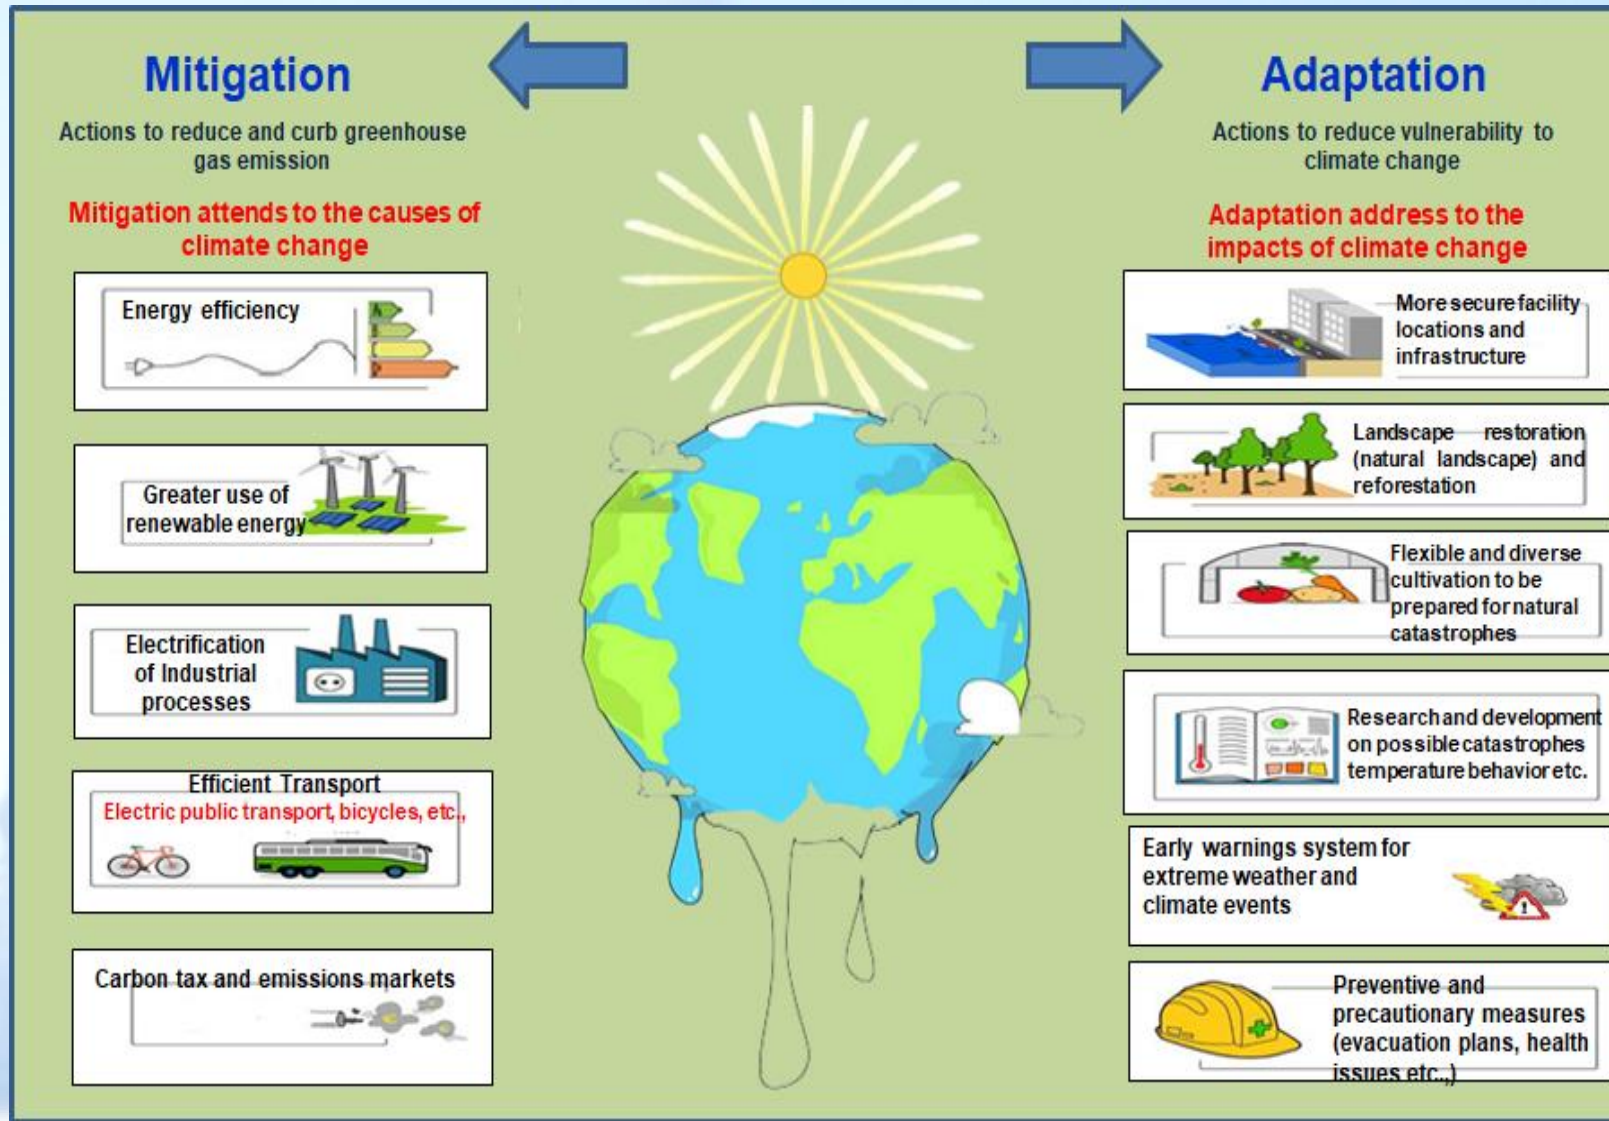 Mitigation
Actions to reduce and curb greenhouse
gas emission
Mitigation attends to the causes of
climate change
Energy efficiency
A
Greater use of
renewable energy
Electrification
of Industrial
processes
Efficient Transport
Electric public transport, bicycles, etc.,
Carbon tax and emissions markets
Adaptation
Actions to reduce vulnerability to
climate change
Adaptation address to the
impacts of climate change
More secure facility
locations and
infrastructure
Landscape restoration
(natural landscape) and
reforestation
Flexible and diverse
cultivation to be
prepared for natural
catastrophes
Research and development
on possible catastrophes
temperature behavior etc.
Early warnings system for
extreme weather and
climate events
!
Preventive and
precautionary measures
(evacuation plans, health
issues etc.,)